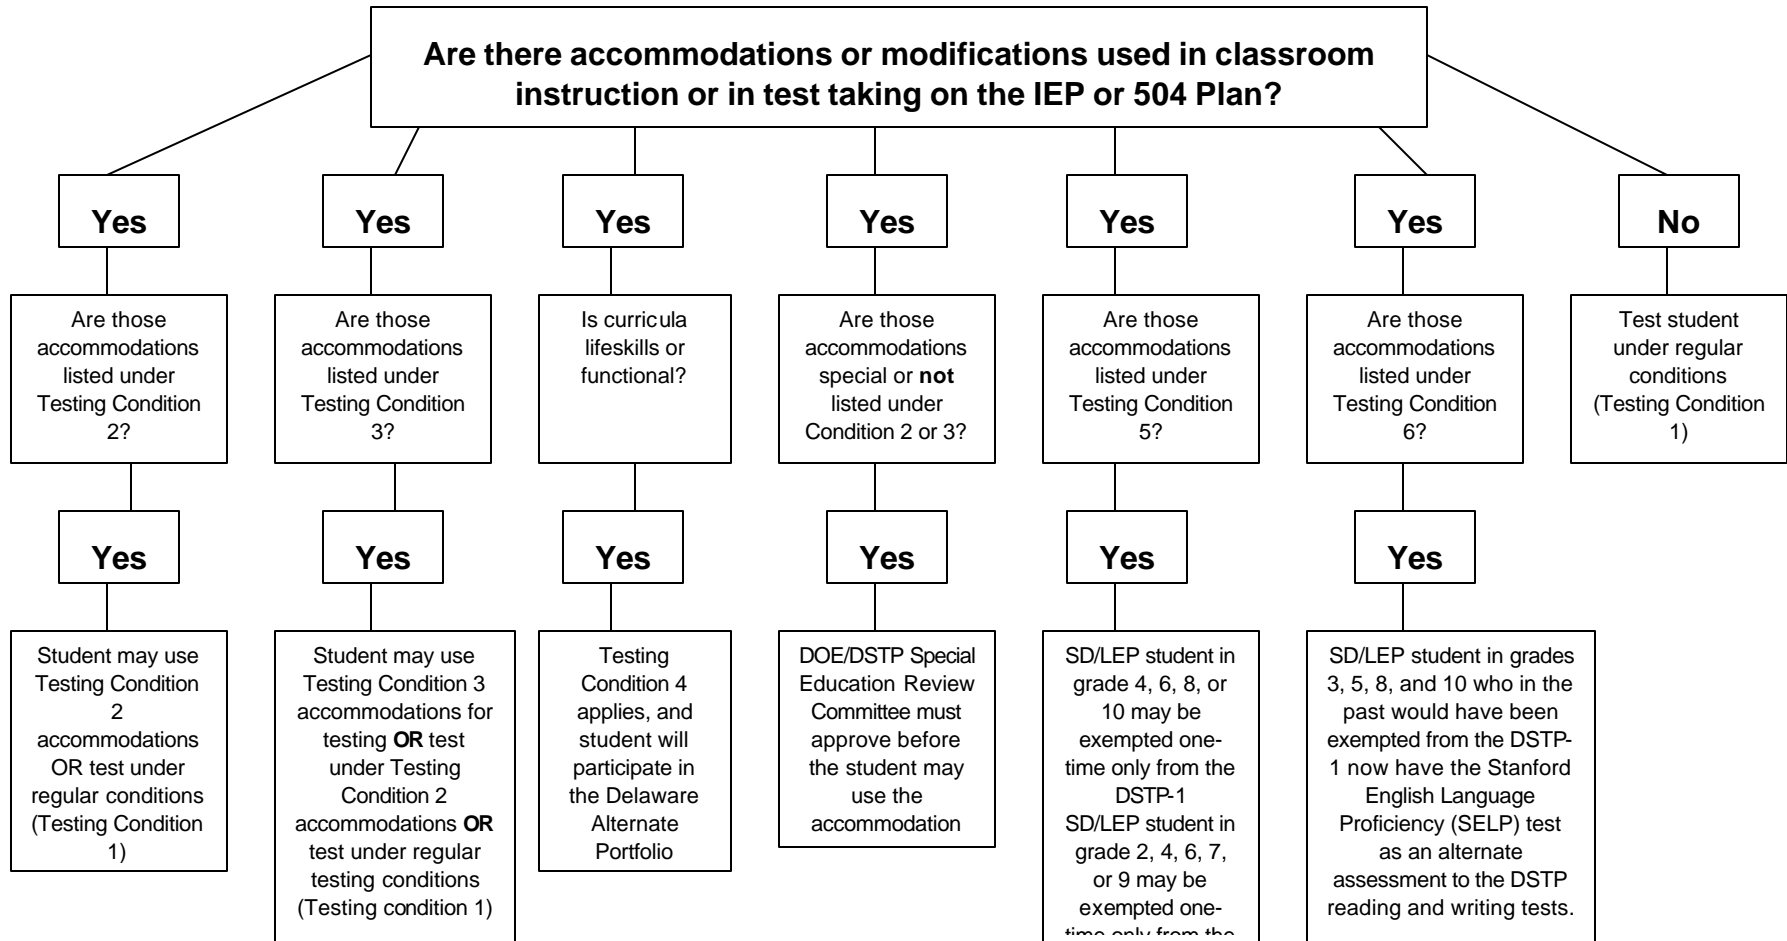 Are there accommodations or modifications used in classroom
instruction or in test taking on the IEP or 504 Plan?
Yes
Yes
Yes
Yes
Yes
Yes
No
Are those
accommodations
listed under
Testing Condition
2?
Are those
accommodations
listed under
Testing Condition
3?
Is curricula
lifeskills or
functional?
Are those
accommodations
special or not
listed under
Condition 2 or 3?
Are those
accommodations
listed under
Testing Condition
5?
Are those
accommodations
listed under
Testing Condition
6?
Test student
under regular
conditions
(Testing Condition
1)
Yes
Yes
Yes
Yes
Yes
Yes
Student may use
Testing Condition
2
accommodations
OR test under
regular conditions
(Testing Condition
1)
Student may use
Testing Condition 3
accommodations for
testing OR test
under Testing
Condition 2
accommodations OR
test under regular
testing conditions
(Testing condition 1)
Testing
Condition 4
applies, and
student will
participate in
the Delaware
Alternate
Portfolio
DOE/DSTP Special
Education Review
Committee must
approve before
the student may
use the
accommodation
SD/LEP student in
grade 4, 6, 8, or
10 may be
exempted one-
time only from the
DSTP-1
SD/LEP student in
grade 2, 4, 6, 7,
or 9 may be
exempted one-
time only from the
SD/LEP student in grades
3, 5, 8, and 10 who in the
past would have been
exempted from the DSTP-
1 now have the Stanford
English Language
Proficiency (SELP) test
as an alternate
assessment to the DSTP
reading and writing tests.